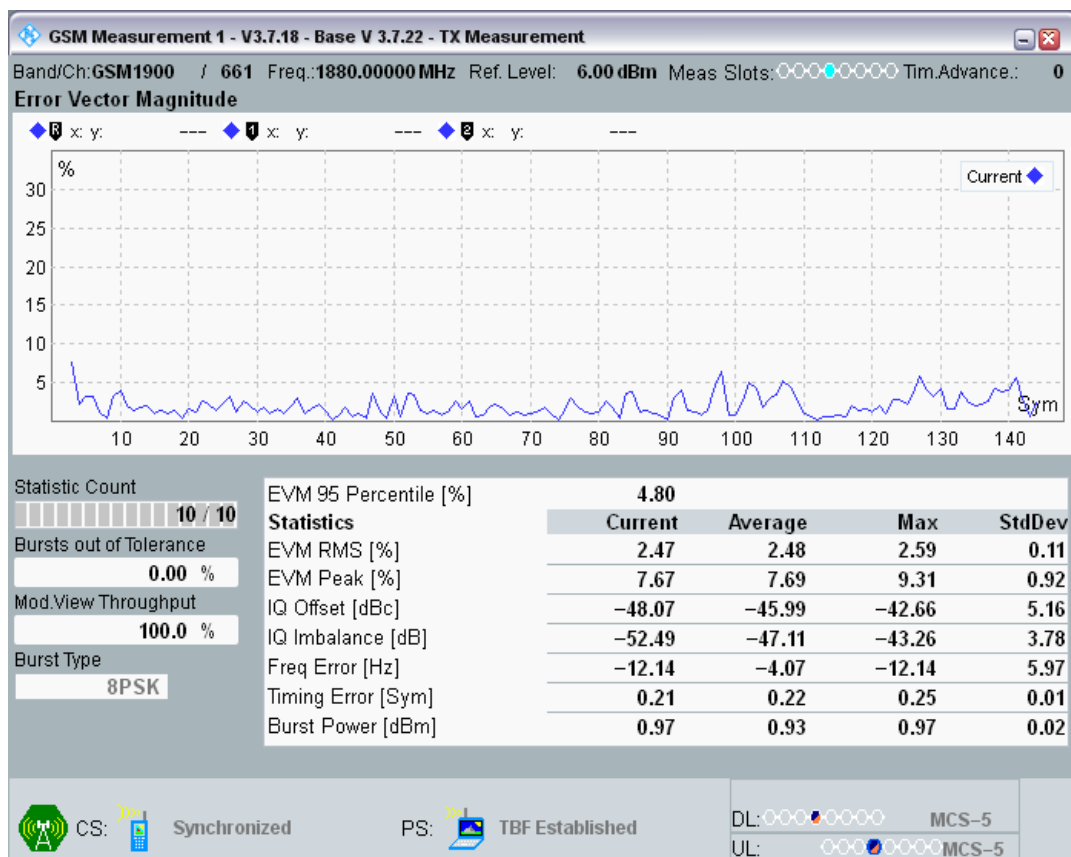 GSM Measurement 1 - V3.7.18 - Base V 3.7.22 - TX Measurement
Band/Ch:GSM1900 / 661 Freq.:1880.00000 MHz Ref. Level: 6.00 dBm Meas Slots: Tim.Advance.: 0
Error Vector Magnitude
R x: y: --- 1 x: y: --- 2 x: y: ---
%
Current
30
25
20
15
10
5
Sym
10 20 30 40 50 60 70 80 90 100 110 120 130 140
Statistic Count
10 / 10
Bursts out of Tolerance
0.00 %
Mod.View Throughput
100.0 %
Burst Type
8PSK
EVM 95 Percentile [%] 4.80
Statistics Current Average Max StdDev
EVM RMS [%] 2.47 2.48 2.59 0.11
EVM Peak [%] 7.67 7.69 9.31 0.92
IQ Offset [dBc] −48.07 −45.99 −42.66 5.16
IQ Imbalance [dB] −52.49 −47.11 −43.26 3.78
Freq Error [Hz] −12.14 −4.07 −12.14 5.97
Timing Error [Sym] 0.21 0.22 0.25 0.01
Burst Power [dBm] 0.97 0.93 0.97 0.02
CS: Synchronized PS: TBF Established
DL: MCS−5
UL: MCS−5